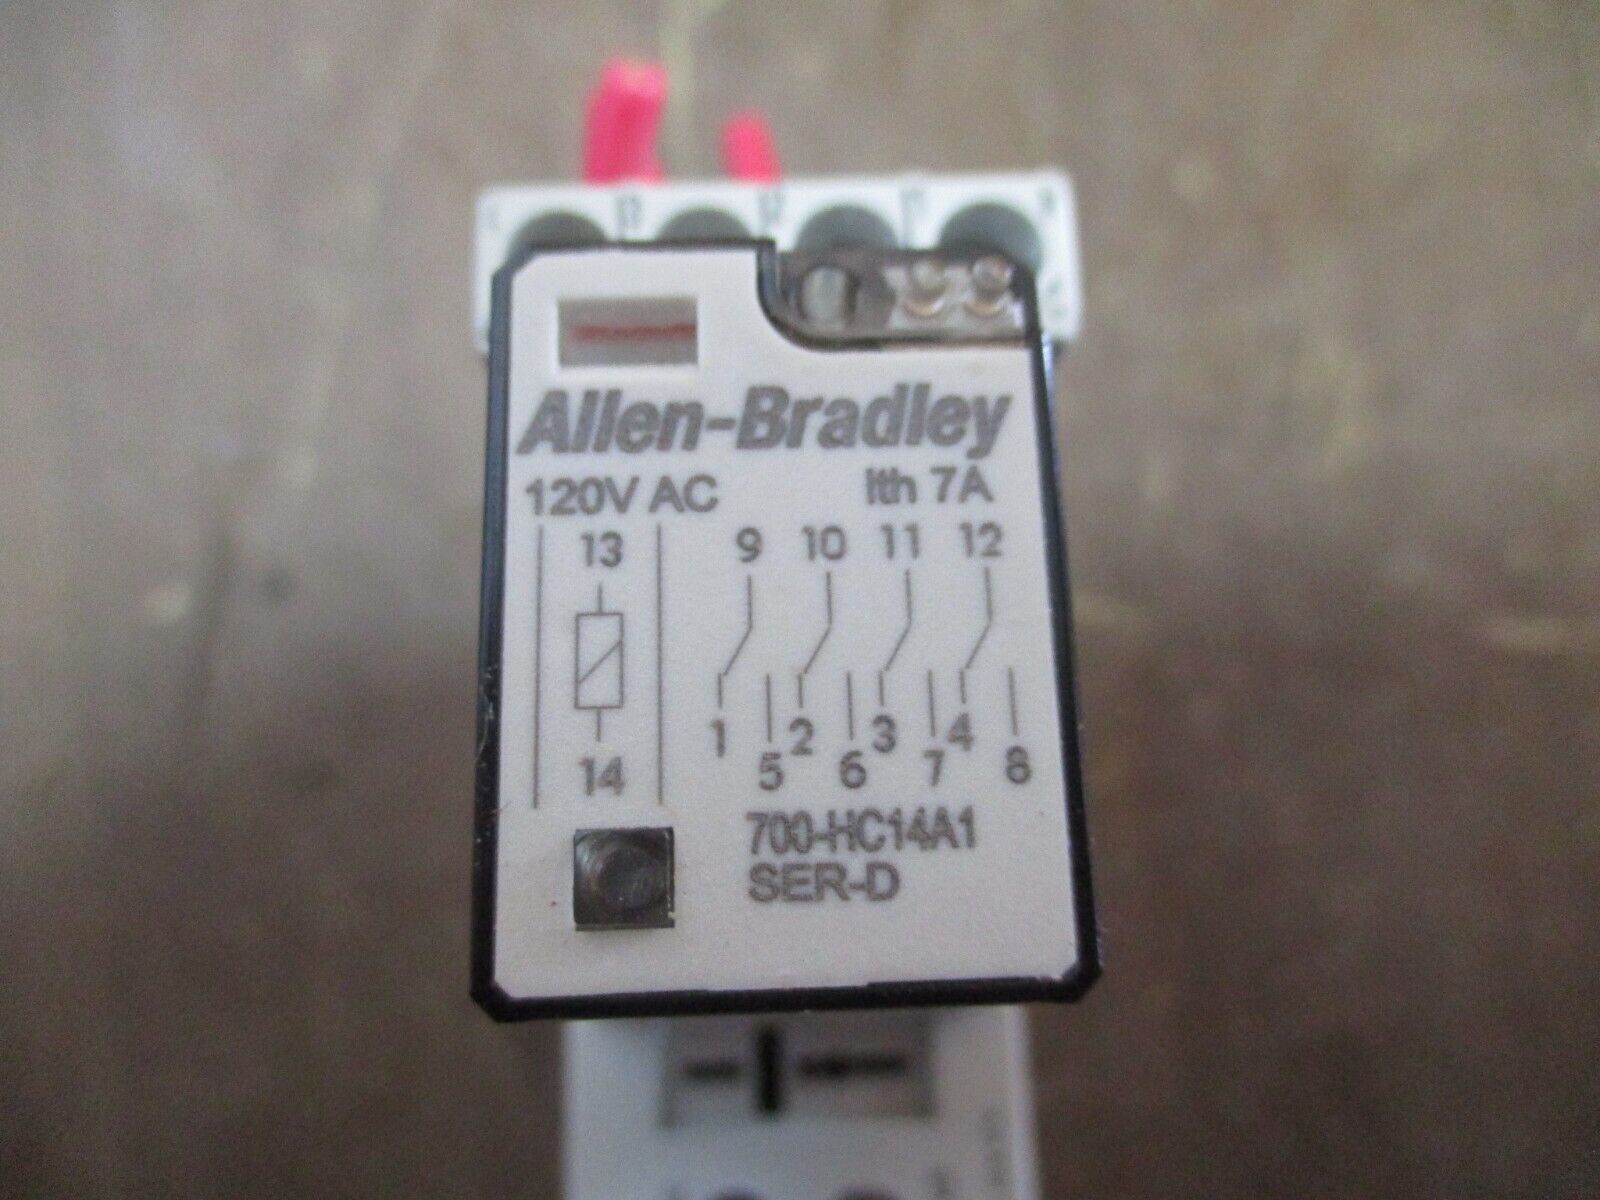 Allen-Bradley
120V AC Ith 7A
13 9 10 11 12
1 2 3 4
14 5 6 7 8
700-HC14A1
SER-D